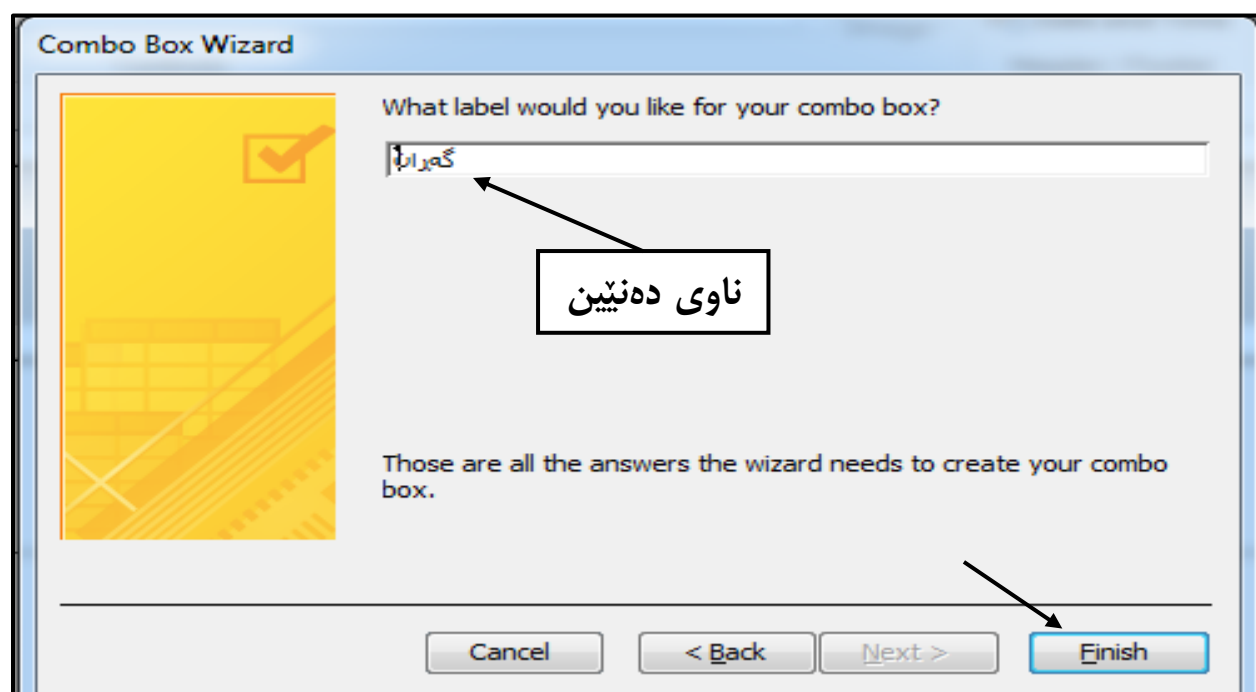 Combo Box Wizard
What label would you like for your combo box?
ناوی دەنێین
Those are all the answers the wizard needs to create your combo
box.
Cancel
< Back
Next >
Finish